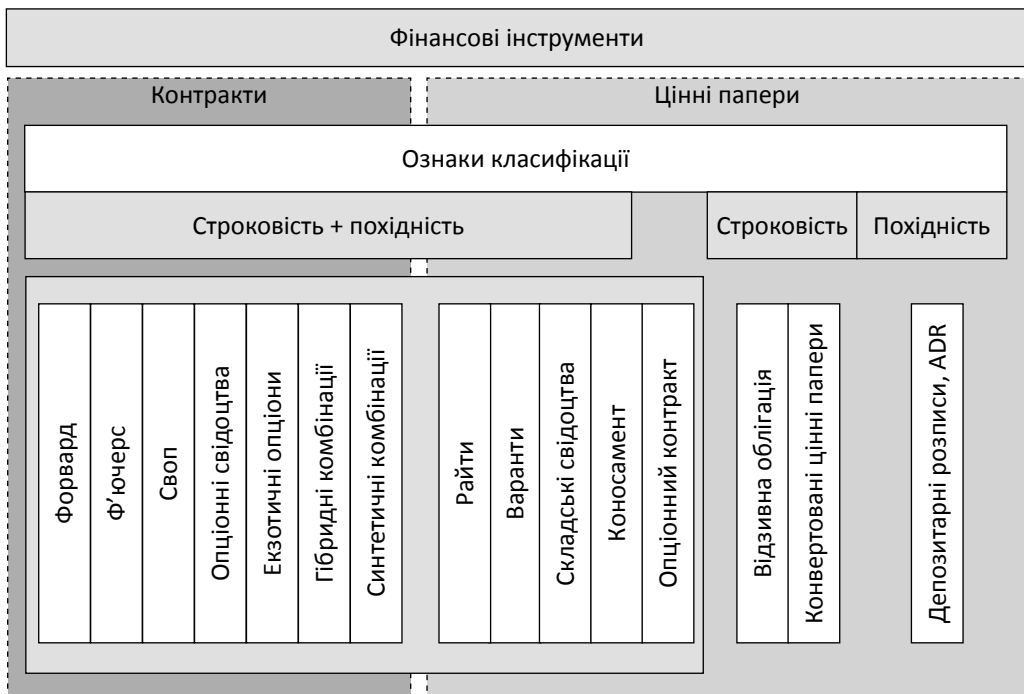 Фінансові інструменти
Контракти
Цінні папери
Ознаки класифікації
Строковість + похідність
Строковість
Похідність
Форвард
Ф’ючерс
Своп
Опціонні свідоцтва
Екзотичні опціони
Гібридні комбінації
Синтетичні комбінації
Райти
Варанти
Складські свідоцтва
Коносамент
Опціонний контракт
Відзивна облігація
Конвертовані цінні папери
Депозитарні розписи, ADR